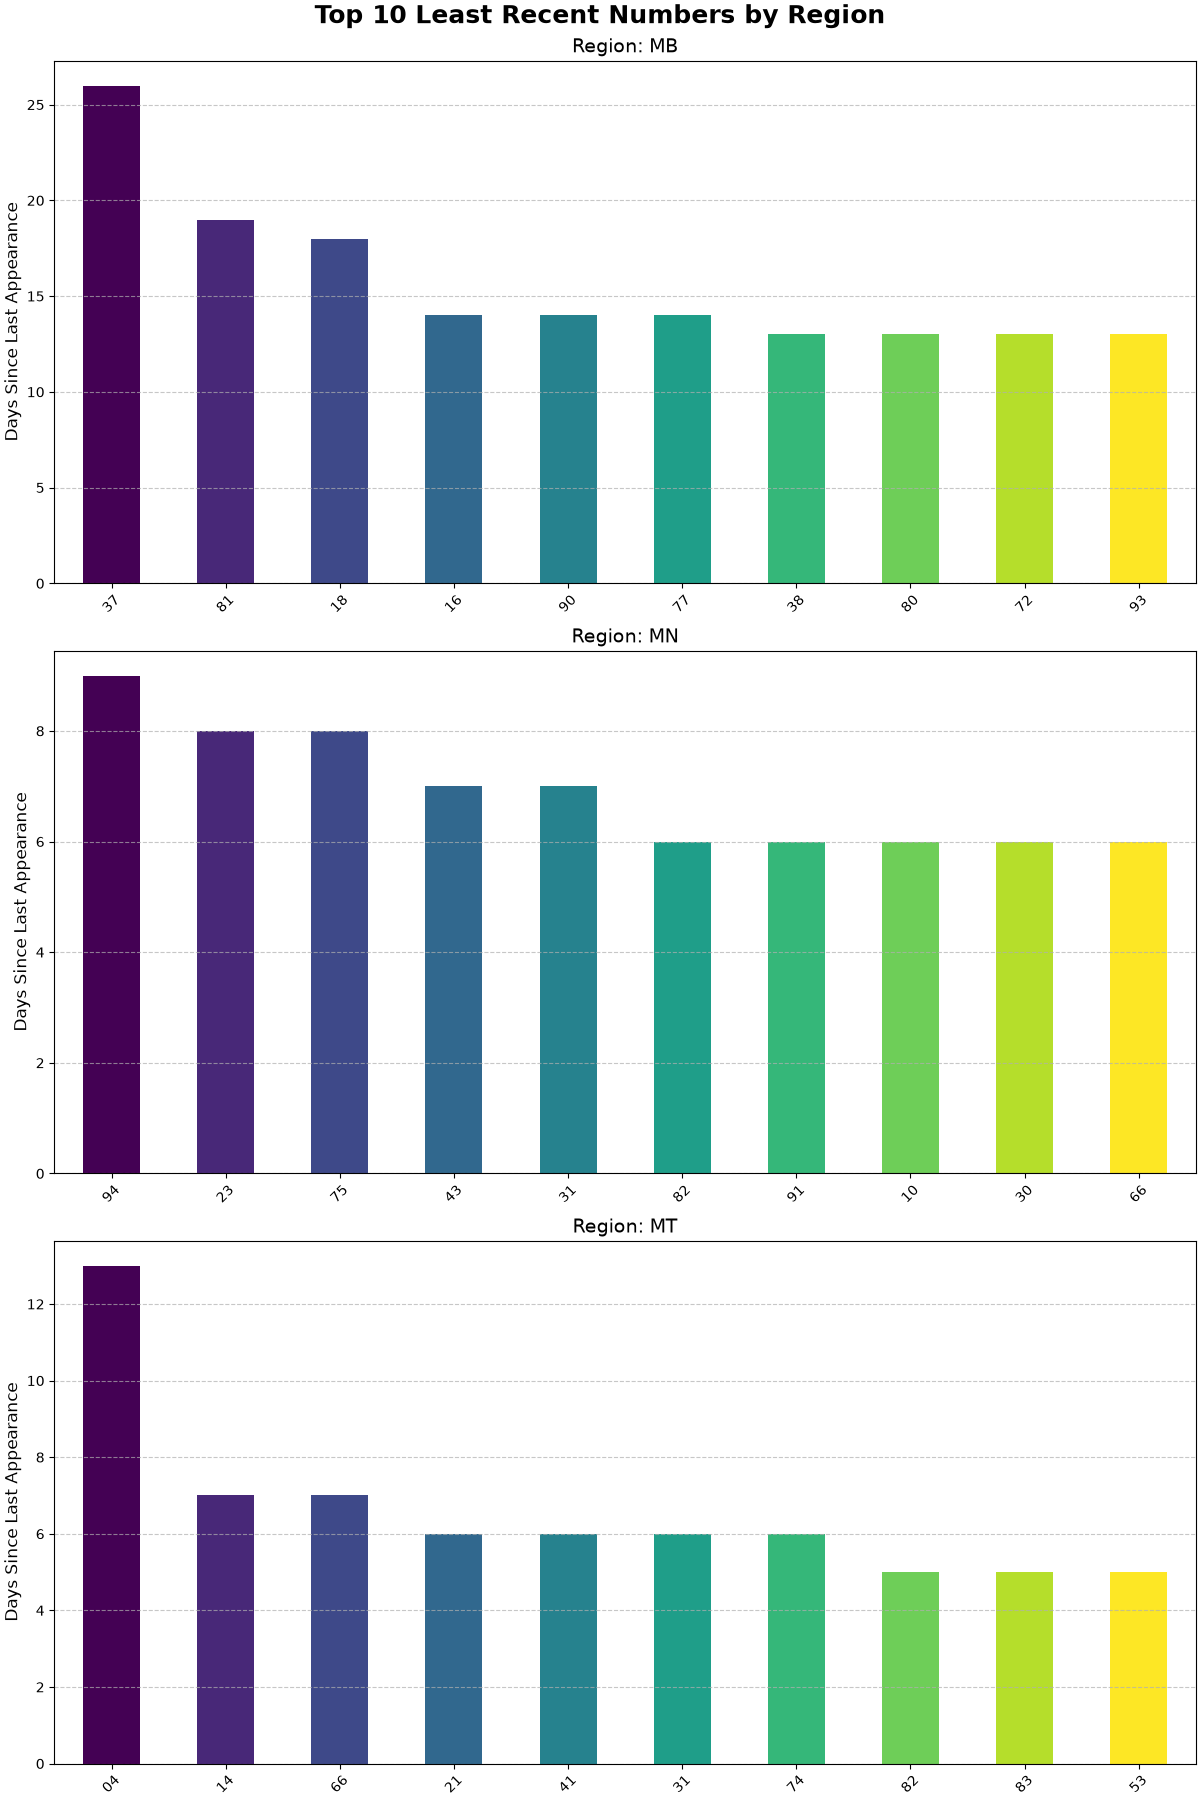 Top 10 Least Recent Numbers by Region
Region: MB
Days Since Last Appearance
25
20
15
10
5
0
37 81 18 16 90 77 38 80 72 93
Region: MN
Days Since Last Appearance
8
6
4
2
0
94 23 75 43 31 82 91 10 30 66
Region: MT
Days Since Last Appearance
12
10
8
6
4
2
0
04 14 66 21 41 31 74 82 83 53